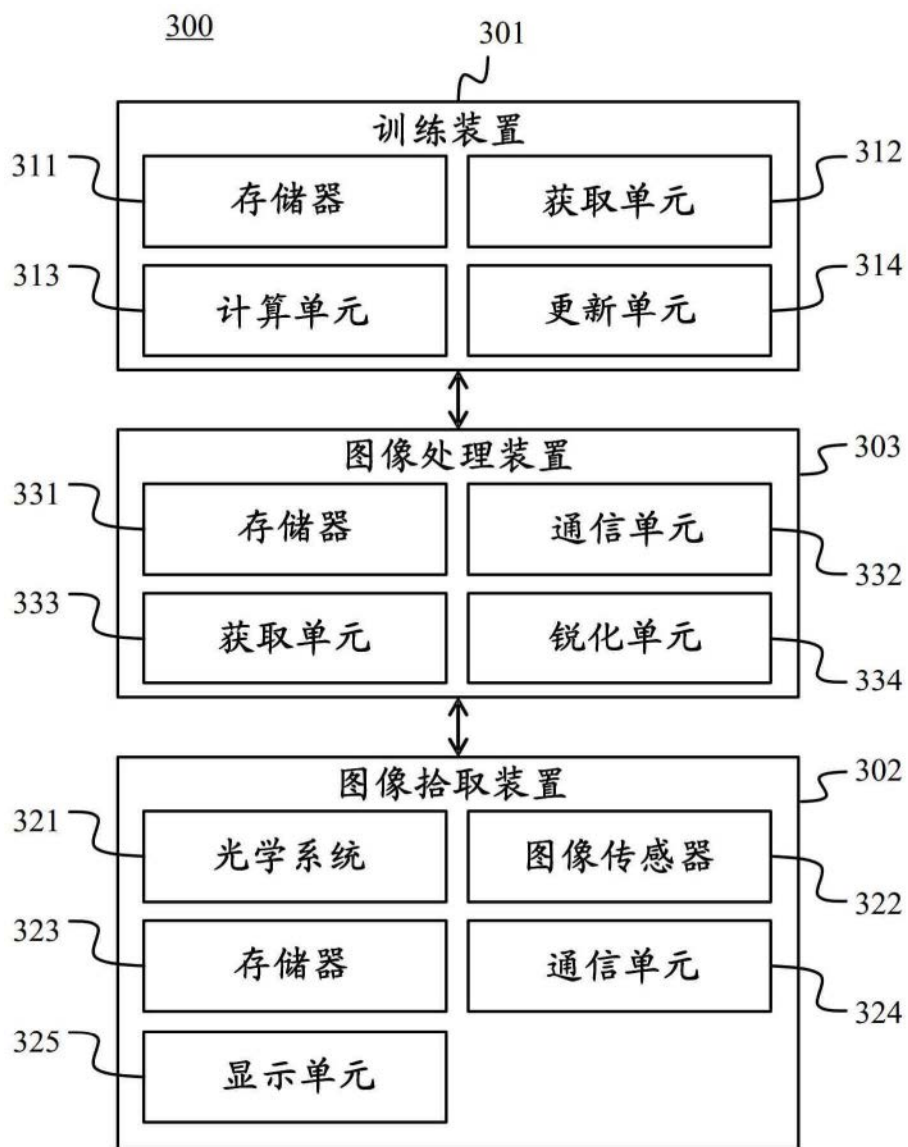 300
301
训练装置
311
存储器
获取单元
312
313
计算单元
更新单元
314
图像处理装置
303
331
存储器
通信单元
332
333
获取单元
锐化单元
334
图像拾取装置
302
321
光学系统
图像传感器
322
323
存储器
通信单元
324
325
显示单元